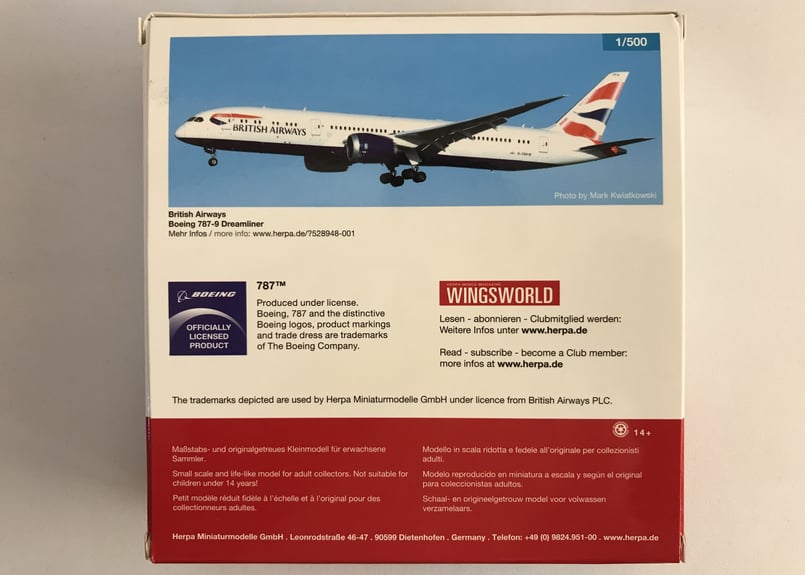 1/500
BRITISH AIRWAYS
Photo by Mark Kwiatkowski
British Airways
Boeing 787-9 Dreamliner
Mehr Infos / more info: www.herpa.de/?528948-001
BOEING
OFFICIALLY
LICENSED
PRODUCT
787™
Produced under license.
Boeing, 787 and the distinctive
Boeing logos, product markings
and trade dress are trademarks
of The Boeing Company.
HERPA WINGS MAGAZINE
WINGSWORLD
Lesen - abonnieren - Clubmitglied werden:
Weitere Infos unter www.herpa.de
Read - subscribe - become a Club member:
more infos at www.herpa.de
The trademarks depicted are used by Herpa Miniaturmodelle GmbH under licence from British Airways PLC.
14+
Maßstabs- und originalgetreues Kleinmodell für erwachsene
Sammler.
Small scale and life-like model for adult collectors. Not suitable for
children under 14 years!
Petit modèle réduit fidèle à l'échelle et à l'original pour des
collectionneurs adultes.
Modello in scala ridotta e fedele all'originale per collezionisti
adulti.
Modelo reproducido en miniatura a escala y según el original
para coleccionistas adultos.
Schaal- en origineelgetrouw model voor volwassen
verzamelaars.
Herpa Miniaturmodelle GmbH . Leonrodstraße 46-47 . 90599 Dietenhofen . Germany . Telefon: +49 (0) 9824.951-00 . www.herpa.de